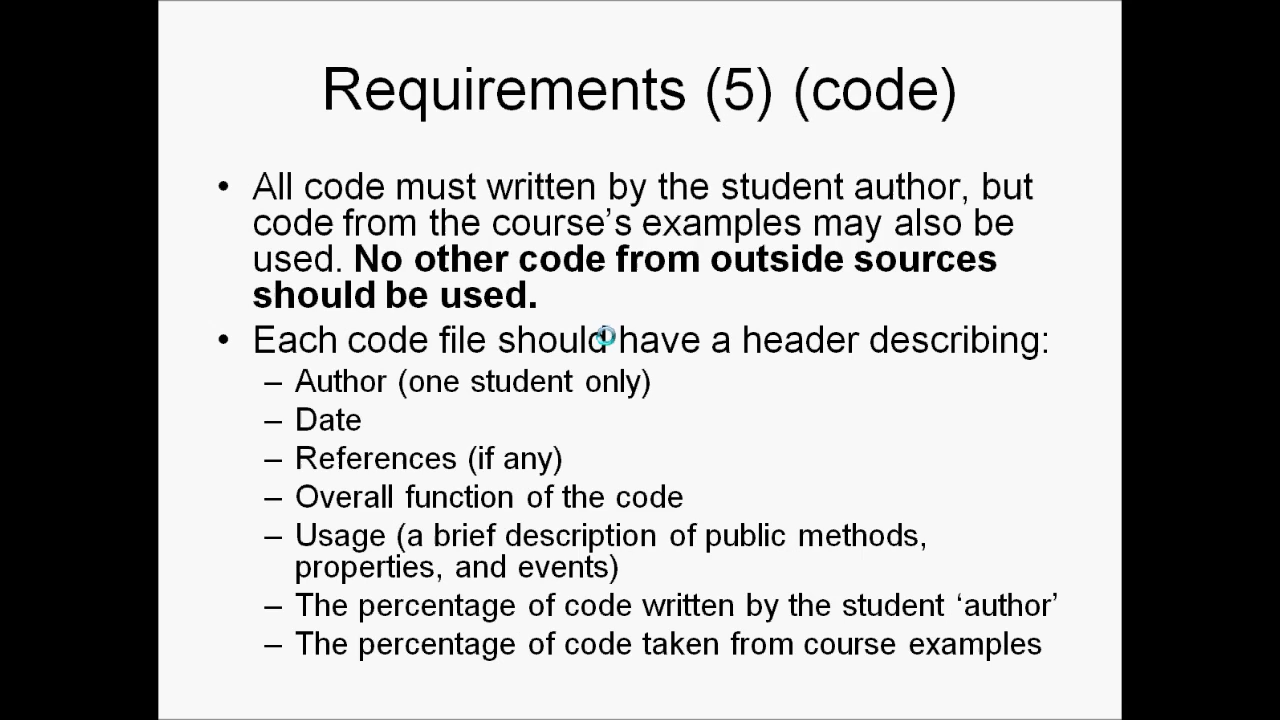 Requirements (5) (code)
• All code must written by the student author, but
code from the course’s examples may also be
used. No other code from outside sources
should be used.
• Each code file should have a header describing:
– Author (one student only)
– Date
– References (if any)
– Overall function of the code
– Usage (a brief description of public methods,
properties, and events)
– The percentage of code written by the student ‘author’
– The percentage of code taken from course examples